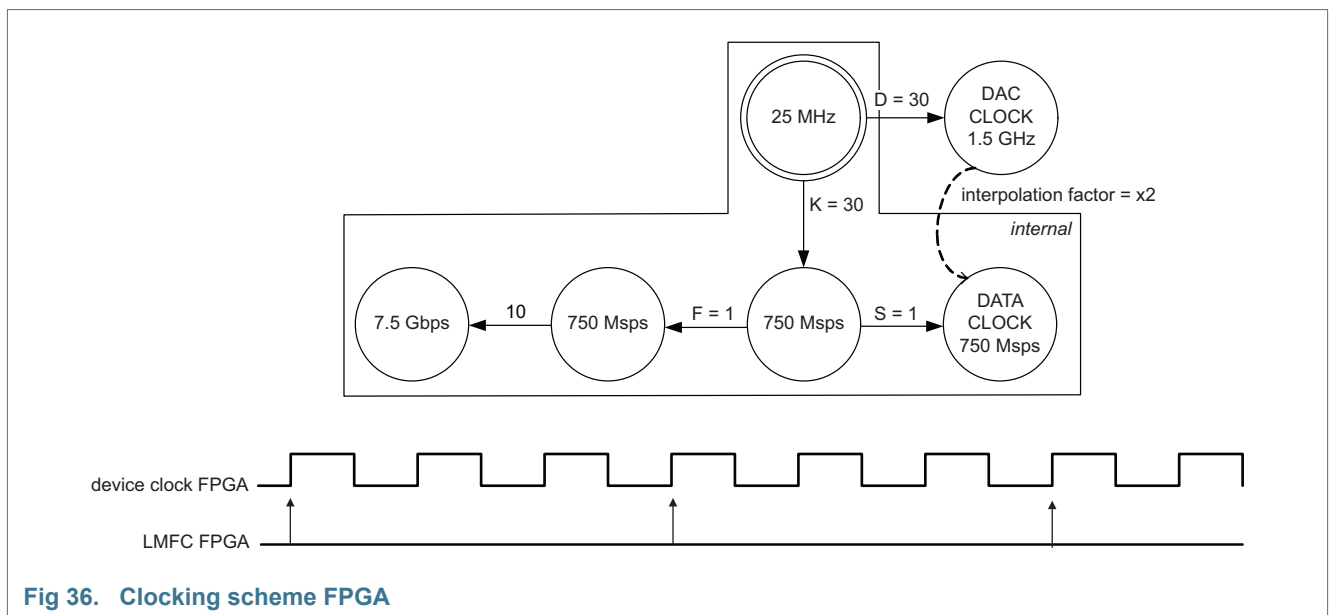 25 MHz
D = 30
DAC
CLOCK
1.5 GHz
interpolation factor = x2
K = 30
internal
7.5 Gbps
10
750 Msps
F = 1
750 Msps
S = 1
DATA
CLOCK
750 Msps
device clock FPGA
LMFC FPGA
Fig 36. Clocking scheme FPGA